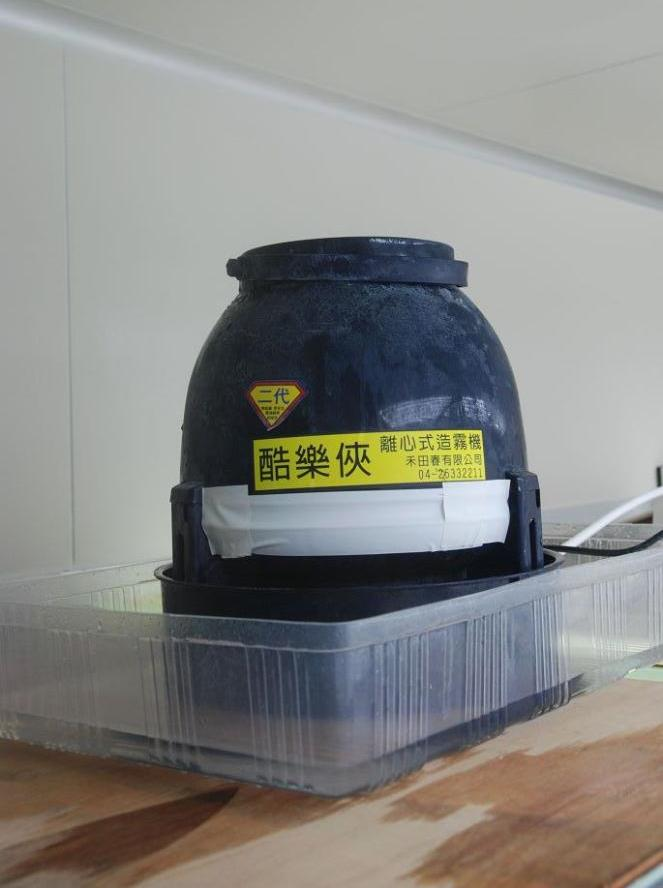 二代
酷樂俠
離心式造霧機
禾田春有限公司
04-26332211